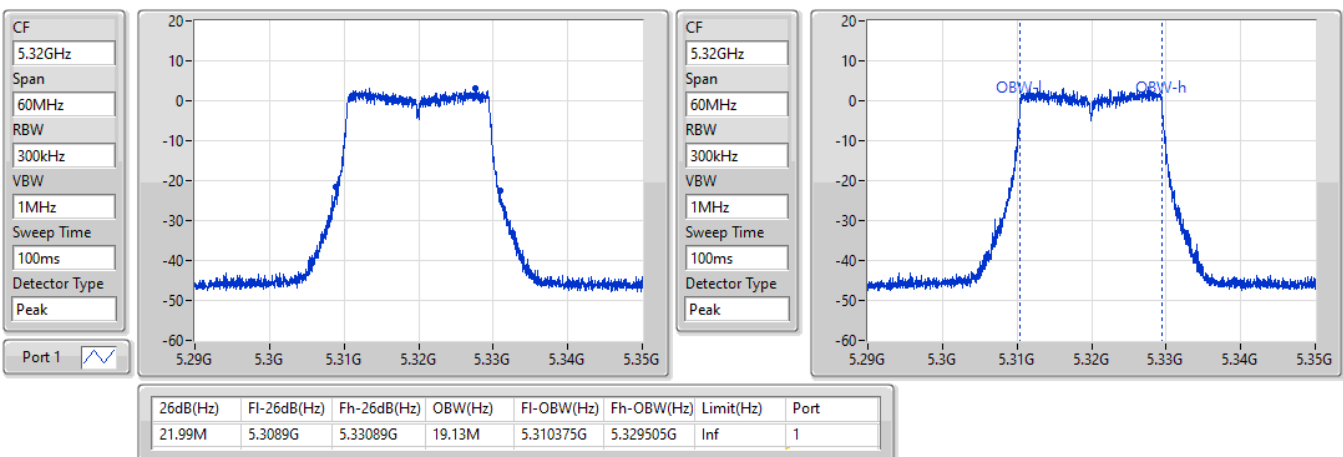 CF
5.32GHz
Span
60MHz
RBW
300kHz
VBW
1MHz
Sweep Time
100ms
Detector Type
Peak
Port 1
20
10
0
-10
-20
-30
-40
-50
-60
5.29G 5.3G 5.31G 5.32G 5.33G 5.34G 5.35G
CF
5.32GHz
Span
60MHz
RBW
300kHz
VBW
1MHz
Sweep Time
100ms
Detector Type
Peak
20
10
0
-10
-20
-30
-40
-50
-60
OBW-l OBW-h
5.29G 5.3G 5.31G 5.32G 5.33G 5.34G 5.35G
26dB(Hz) Fl-26dB(Hz) Fh-26dB(Hz) OBW(Hz) Fl-OBW(Hz) Fh-OBW(Hz) Limit(Hz) Port
21.99M 5.3089G 5.33089G 19.13M 5.310375G 5.329505G Inf 1